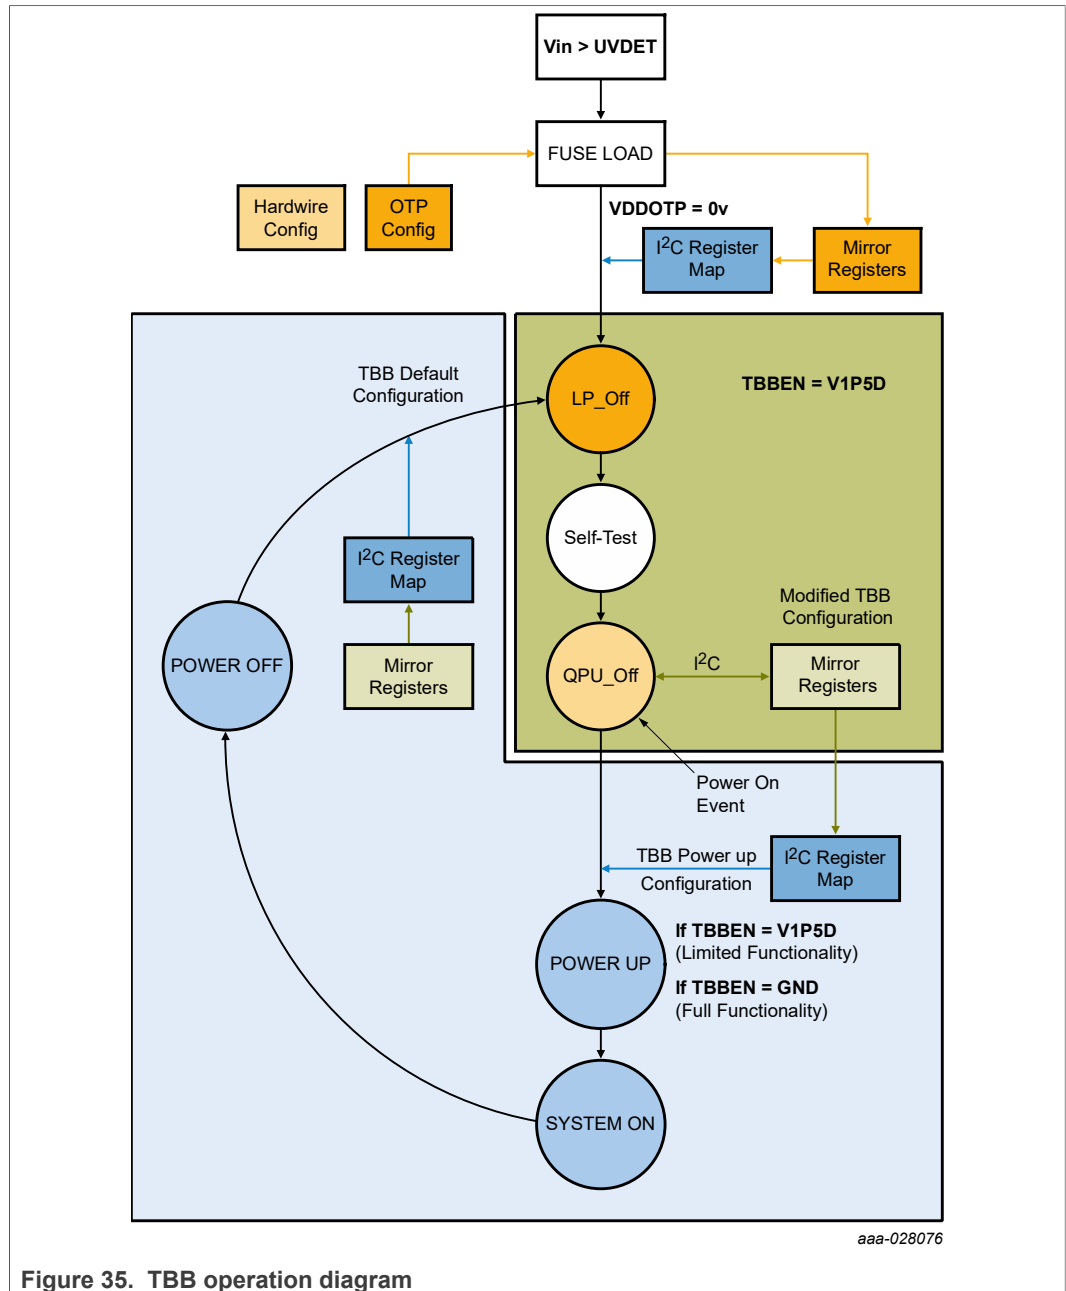 Vin > UVDET
FUSE LOAD
Hardwire
Config
OTP
Config
VDDOTP = 0v
I2C Register
Map
Mirror
Registers
TBB Default
Configuration
LP_Off
TBBEN = V1P5D
Self-Test
I2C Register
Map
Modified TBB
Configuration
POWER OFF
Mirror
Registers
QPU_Off
I2C
Mirror
Registers
Power On
Event
TBB Power up
Configuration
I2C Register
Map
POWER UP
If TBBEN = V1P5D
(Limited Functionality)
If TBBEN = GND
(Full Functionality)
SYSTEM ON
aaa-028076
Figure 35. TBB operation diagram